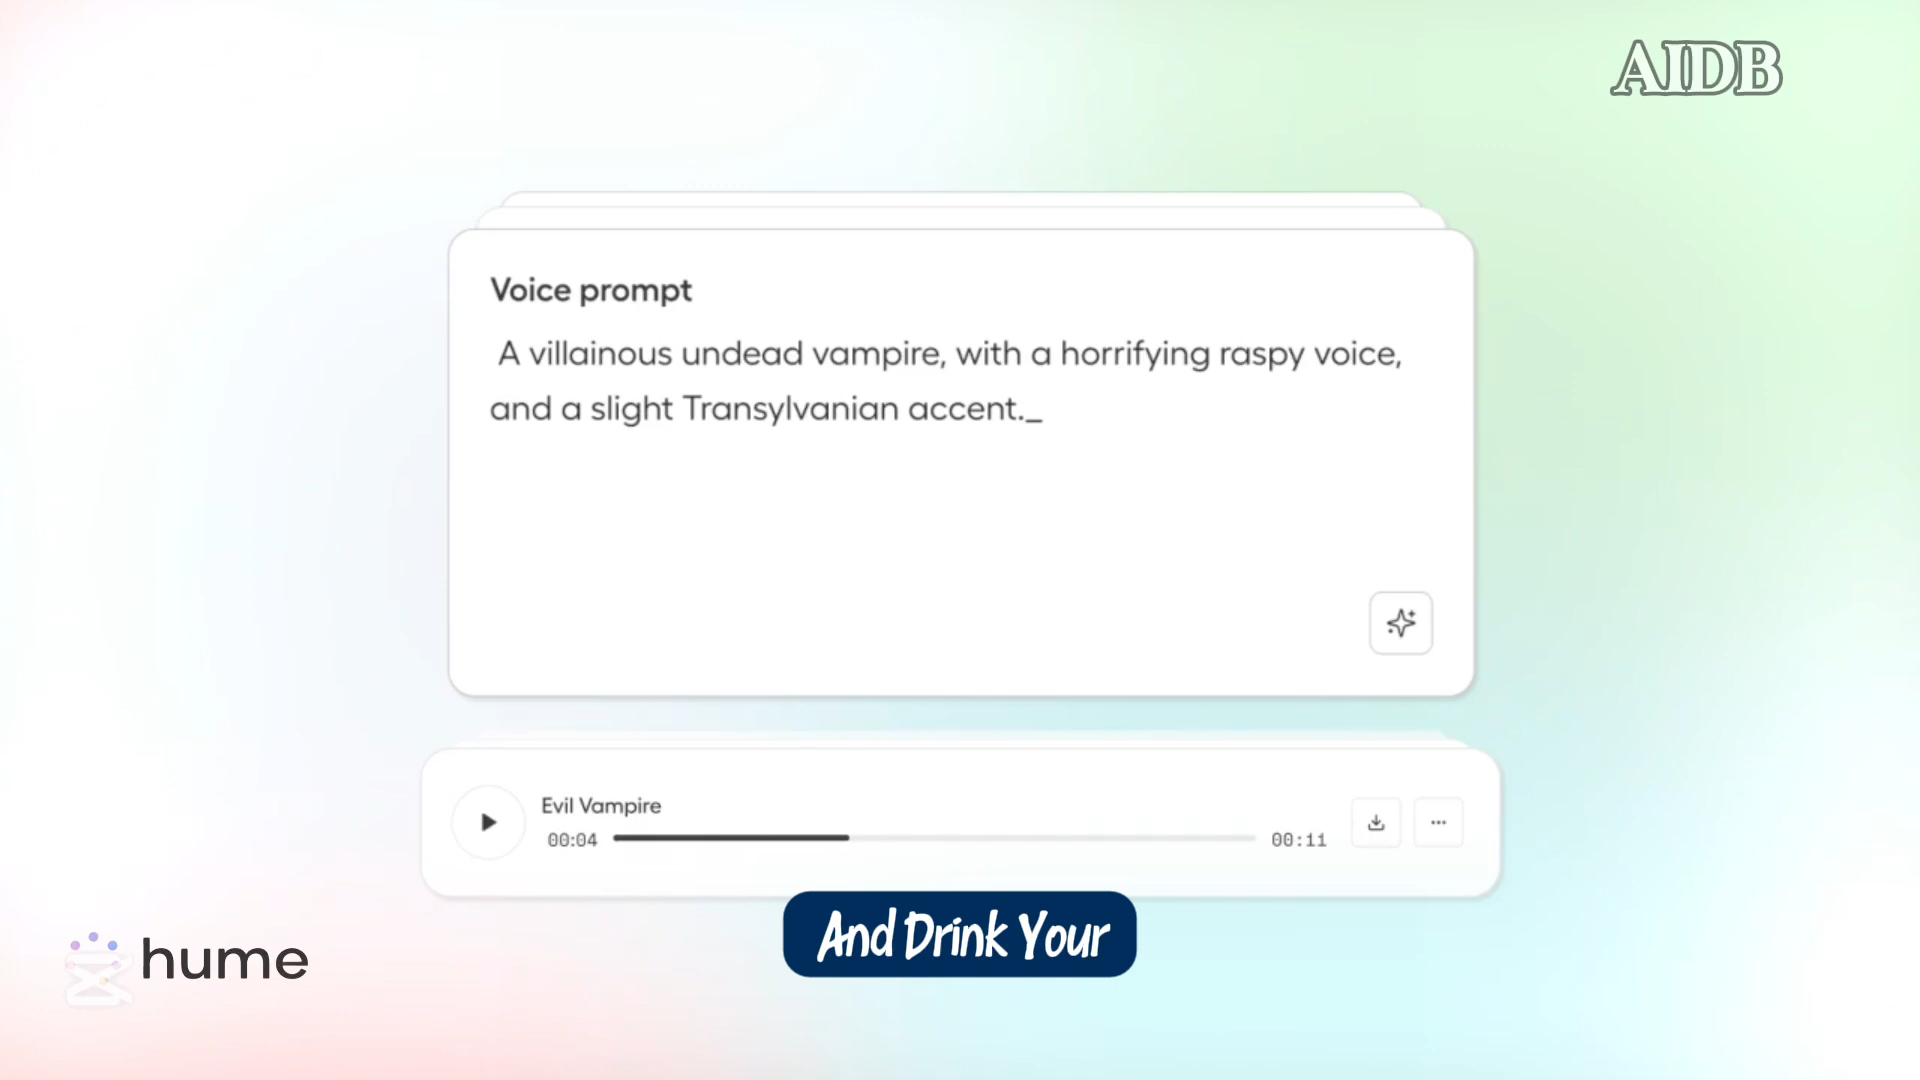 AIDB
Voice prompt
A villainous undead vampire, with a horrifying raspy voice,
and a slight Transylvanian accent._
Evil Vampire
00:04
00:11
And Drink Your
hume